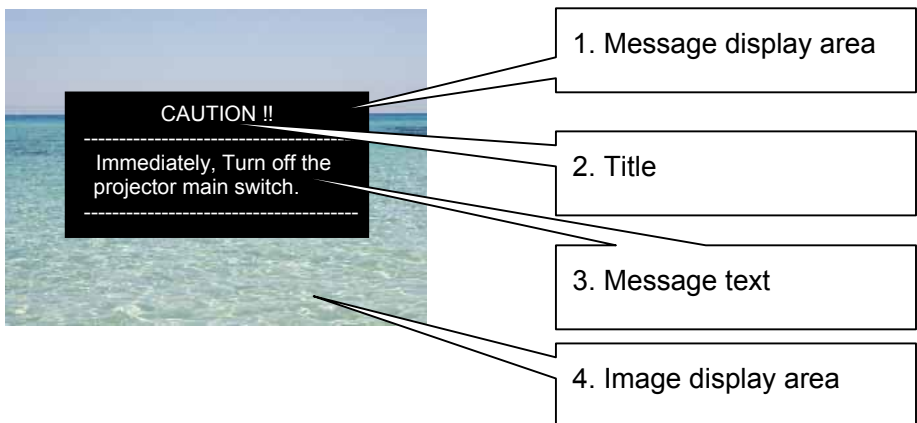 CAUTION !!
Immediately, Turn off the
projector main switch.
1. Message display area
2. Title
3. Message text
4. Image display area